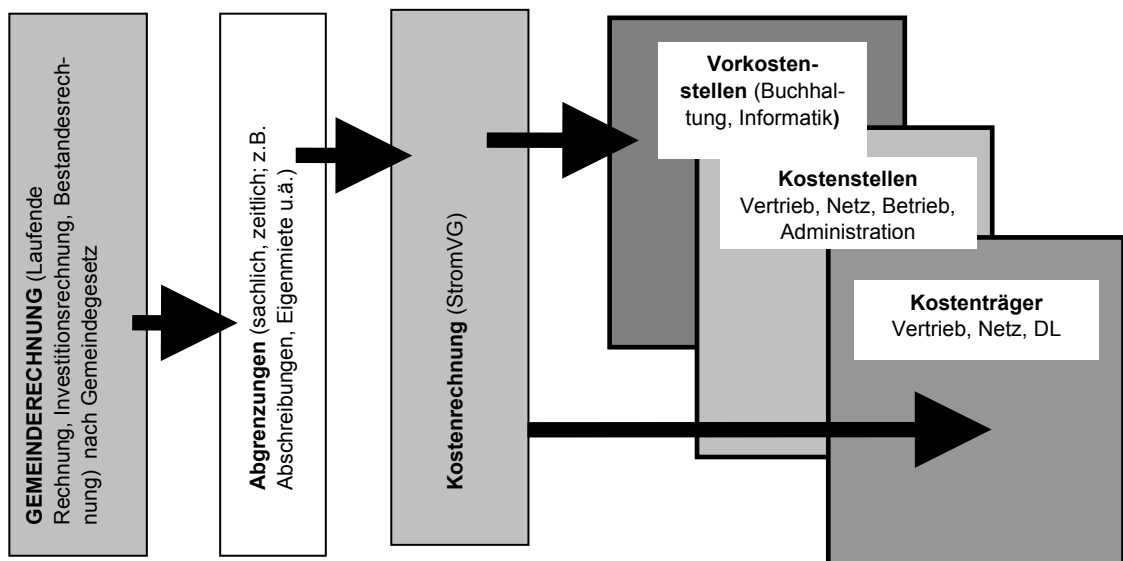 GEMEINDERECHNUNG (Laufende
Rechnung, Investitionsrechnung, Bestandesrech-
nung) nach Gemeindegesetz
Abgrenzungen (sachlich, zeitlich; z.B.
Abschreibungen, Eigenmiete u.ä.)
Kostenrechnung (StromVG)
Vorkosten-
stellen (Buchhal-
tung, Informatik)
Kostenstellen
Vertrieb, Netz, Betrieb,
Administration
Kostenträger
Vertrieb, Netz, DL